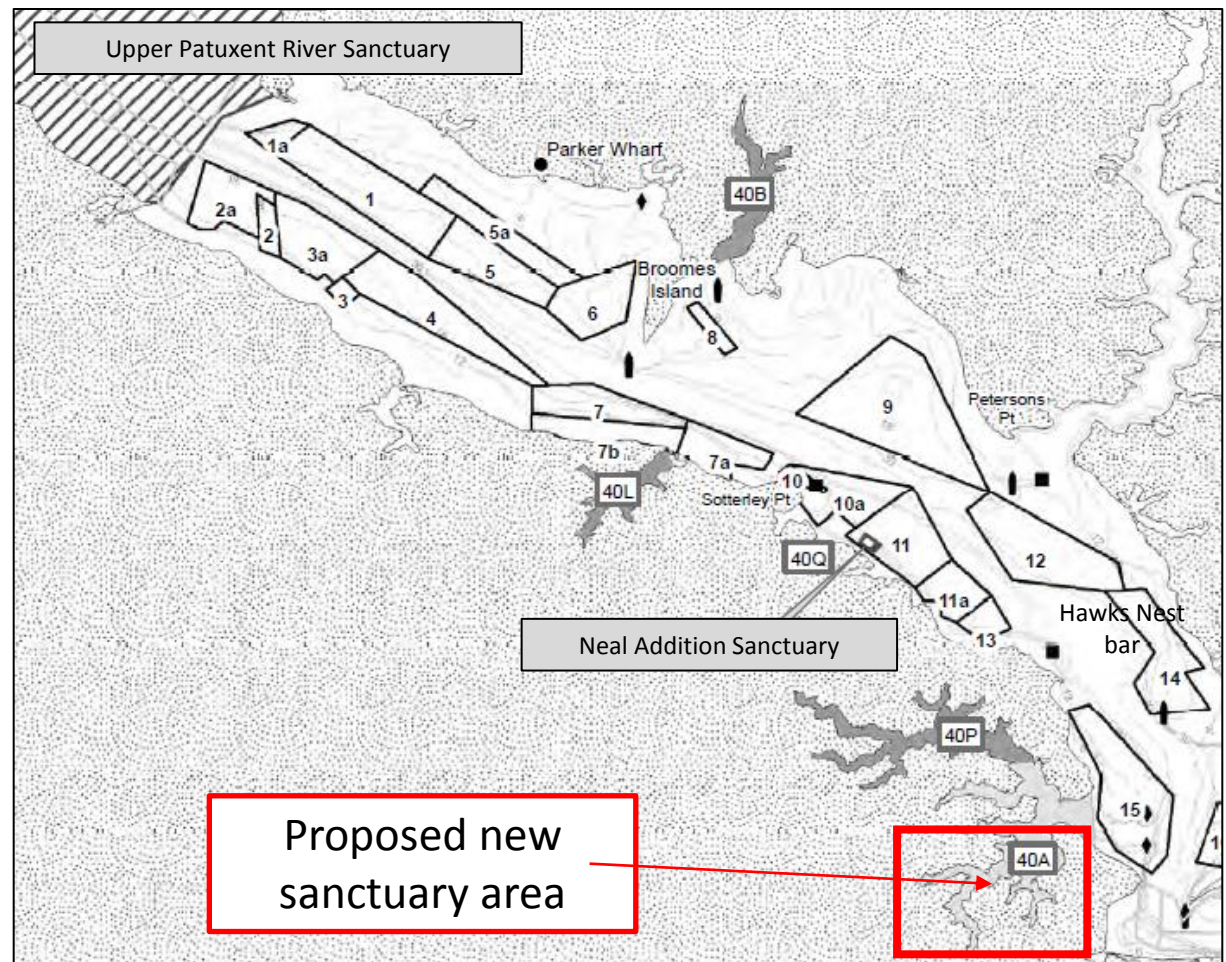 Upper Patuxent River Sanctuary
1a
Parker Wharf
40B
1
2a
2
5a
3a
5
Broomes
Island
3
6
4
8
9
Petersons
Pt
7
7b
7a
40L
10
Sotterley Pt
10a
11
12
40Q
11a
Hawks Nest
bar
Neal Addition Sanctuary
13
14
40P
15
Proposed new
sanctuary area
40A